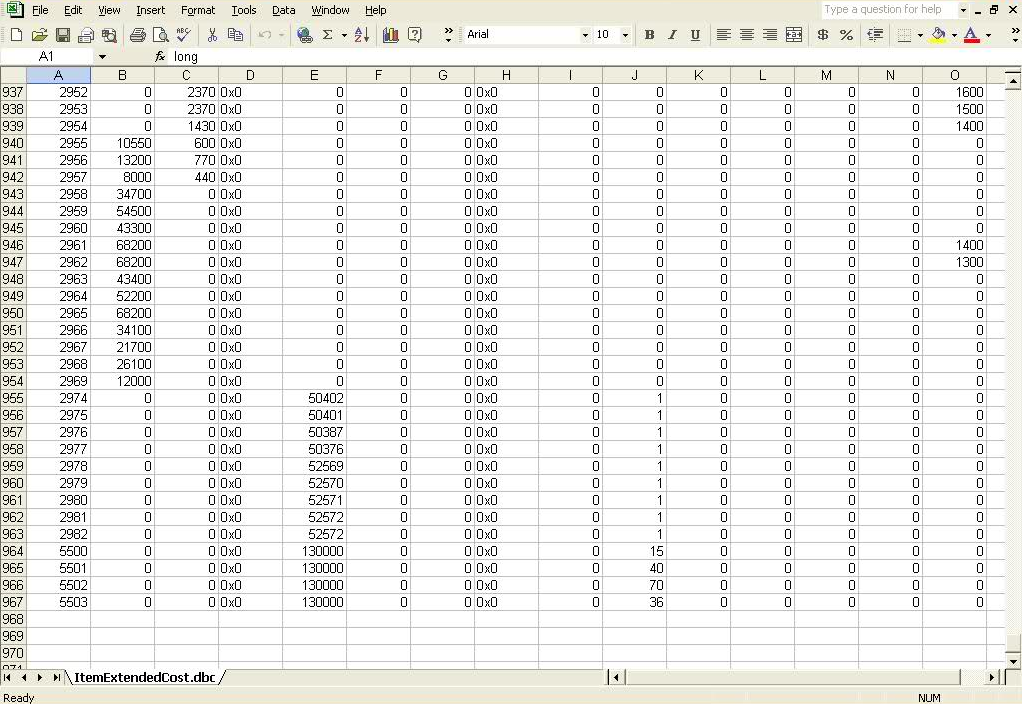 File Edit View Insert Format Tools Data Window Help Type a question for help
Arial 10 B I U $ %
A1 fx long
A B C D E F G H I J K L M N O
937 2952 0 2370 0x0 0 0 0 0x0 0 0 0 0 0 0 1600
938 2953 0 2370 0x0 0 0 0 0x0 0 0 0 0 0 0 1500
939 2954 0 1430 0x0 0 0 0 0x0 0 0 0 0 0 0 1400
940 2955 10550 600 0x0 0 0 0 0x0 0 0 0 0 0 0 0
941 2956 13200 770 0x0 0 0 0 0x0 0 0 0 0 0 0 0
942 2957 8000 440 0x0 0 0 0 0x0 0 0 0 0 0 0 0
943 2958 34700 0 0x0 0 0 0 0x0 0 0 0 0 0 0 0
944 2959 54500 0 0x0 0 0 0 0x0 0 0 0 0 0 0 0
945 2960 43300 0 0x0 0 0 0 0x0 0 0 0 0 0 0 0
946 2961 68200 0 0x0 0 0 0 0x0 0 0 0 0 0 0 1400
947 2962 68200 0 0x0 0 0 0 0x0 0 0 0 0 0 0 1300
948 2963 43400 0 0x0 0 0 0 0x0 0 0 0 0 0 0 0
949 2964 52200 0 0x0 0 0 0 0x0 0 0 0 0 0 0 0
950 2965 68200 0 0x0 0 0 0 0x0 0 0 0 0 0 0 0
951 2966 34100 0 0x0 0 0 0 0x0 0 0 0 0 0 0 0
952 2967 21700 0 0x0 0 0 0 0x0 0 0 0 0 0 0 0
953 2968 26100 0 0x0 0 0 0 0x0 0 0 0 0 0 0 0
954 2969 12000 0 0x0 0 0 0 0x0 0 0 0 0 0 0 0
955 2974 0 0 0x0 50402 0 0 0x0 0 1 0 0 0 0 0
956 2975 0 0 0x0 50401 0 0 0x0 0 1 0 0 0 0 0
957 2976 0 0 0x0 50387 0 0 0x0 0 1 0 0 0 0 0
958 2977 0 0 0x0 50376 0 0 0x0 0 1 0 0 0 0 0
959 2978 0 0 0x0 52569 0 0 0x0 0 1 0 0 0 0 0
960 2979 0 0 0x0 52570 0 0 0x0 0 1 0 0 0 0 0
961 2980 0 0 0x0 52571 0 0 0x0 0 1 0 0 0 0 0
962 2981 0 0 0x0 52572 0 0 0x0 0 1 0 0 0 0 0
963 2982 0 0 0x0 52572 0 0 0x0 0 1 0 0 0 0 0
964 5500 0 0 0x0 130000 0 0 0x0 0 15 0 0 0 0 0
965 5501 0 0 0x0 130000 0 0 0x0 0 40 0 0 0 0 0
966 5502 0 0 0x0 130000 0 0 0x0 0 70 0 0 0 0 0
967 5503 0 0 0x0 130000 0 0 0x0 0 36 0 0 0 0 0
968
969
970
971
ItemExtendedCost.dbc
Ready NUM